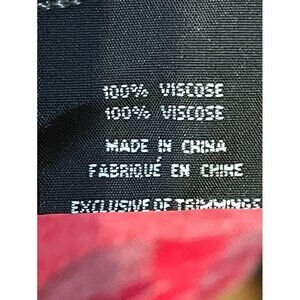 100% VISCOSE
100% VISCOSE
MADE IN CHINA
FABRIQUÉ EN CHINE
EXCLUSIVE OF TRIMMINGS